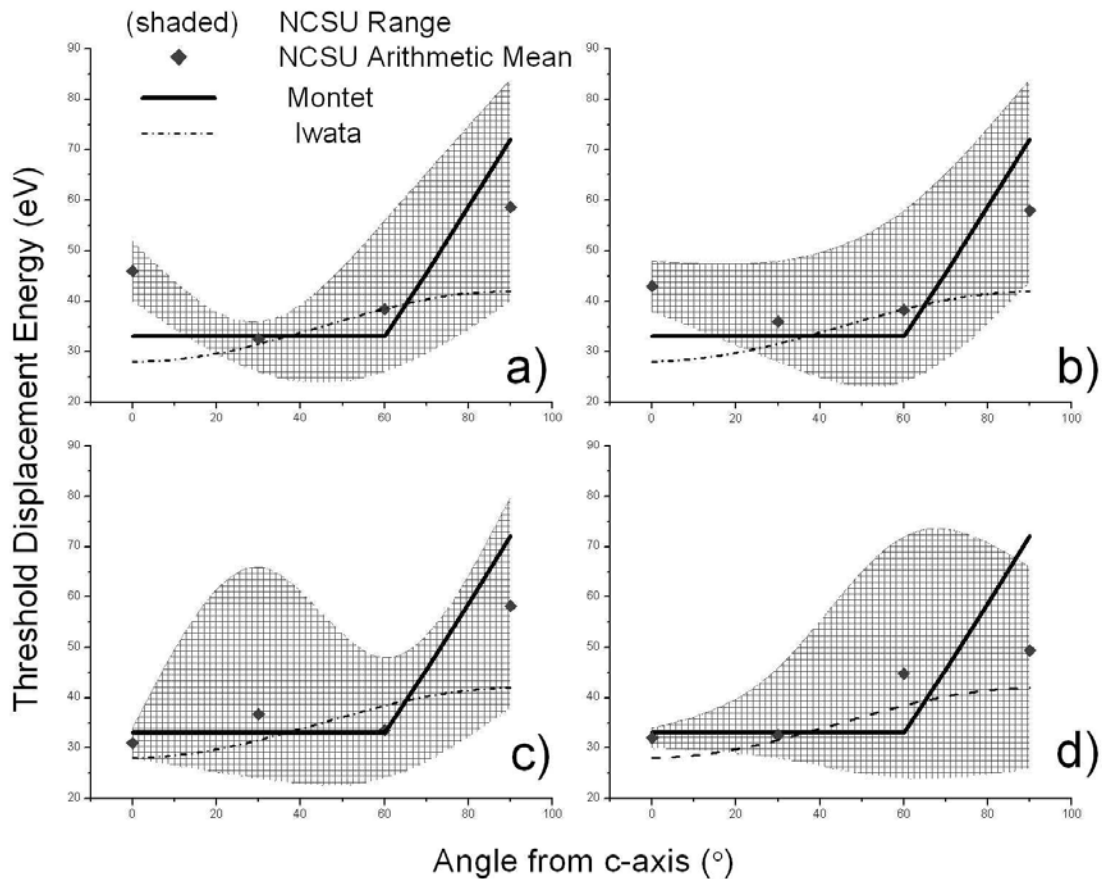 (shaded) NCSU Range
NCSU Arithmetic Mean
Montet
Iwata
Threshold Displacement Energy (eV)
90
80
70
60
50
40
30
20
0 20 40 60 80 100
a)
90
80
70
60
50
40
30
20
0 20 40 60 80 100
b)
90
80
70
60
50
40
30
20
0 20 40 60 80 100
c)
90
80
70
60
50
40
30
20
0 20 40 60 80 100
d)
Angle from c-axis (°)